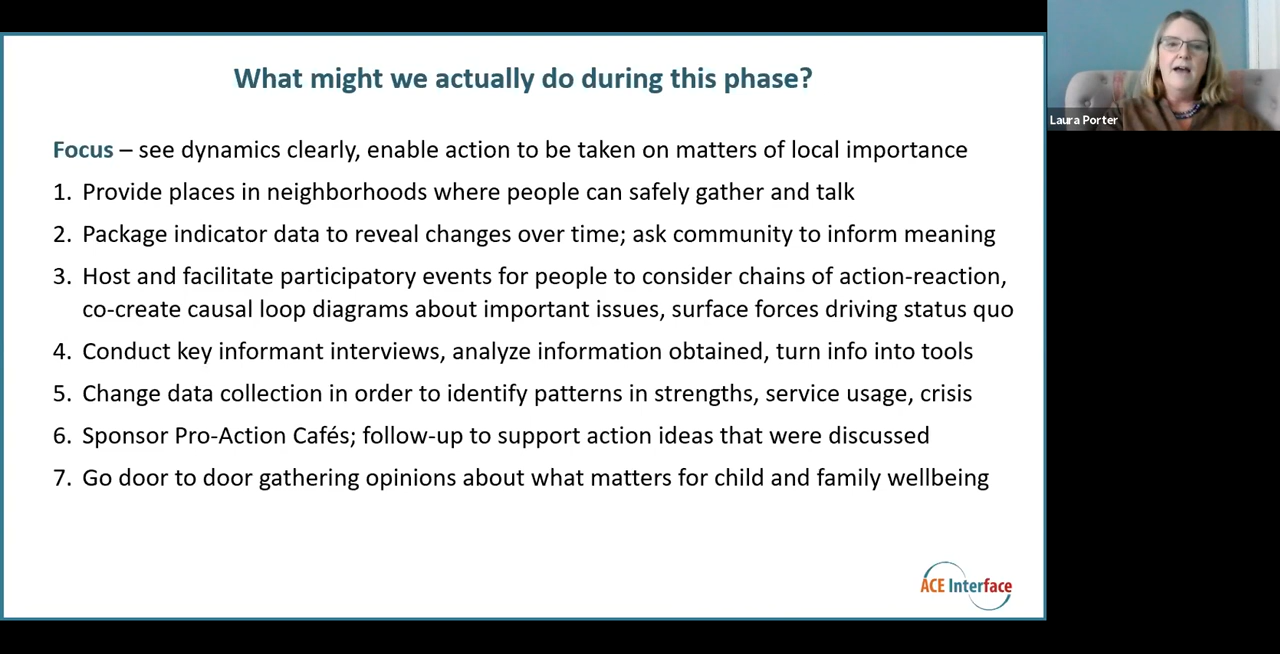 What might we actually do during this phase?
Laura Porter
Focus – see dynamics clearly, enable action to be taken on matters of local importance
1. Provide places in neighborhoods where people can safely gather and talk
2. Package indicator data to reveal changes over time; ask community to inform meaning
3. Host and facilitate participatory events for people to consider chains of action-reaction,
co-create causal loop diagrams about important issues, surface forces driving status quo
4. Conduct key informant interviews, analyze information obtained, turn info into tools
5. Change data collection in order to identify patterns in strengths, service usage, crisis
6. Sponsor Pro-Action Cafés; follow-up to support action ideas that were discussed
7. Go door to door gathering opinions about what matters for child and family wellbeing
ACE Interface